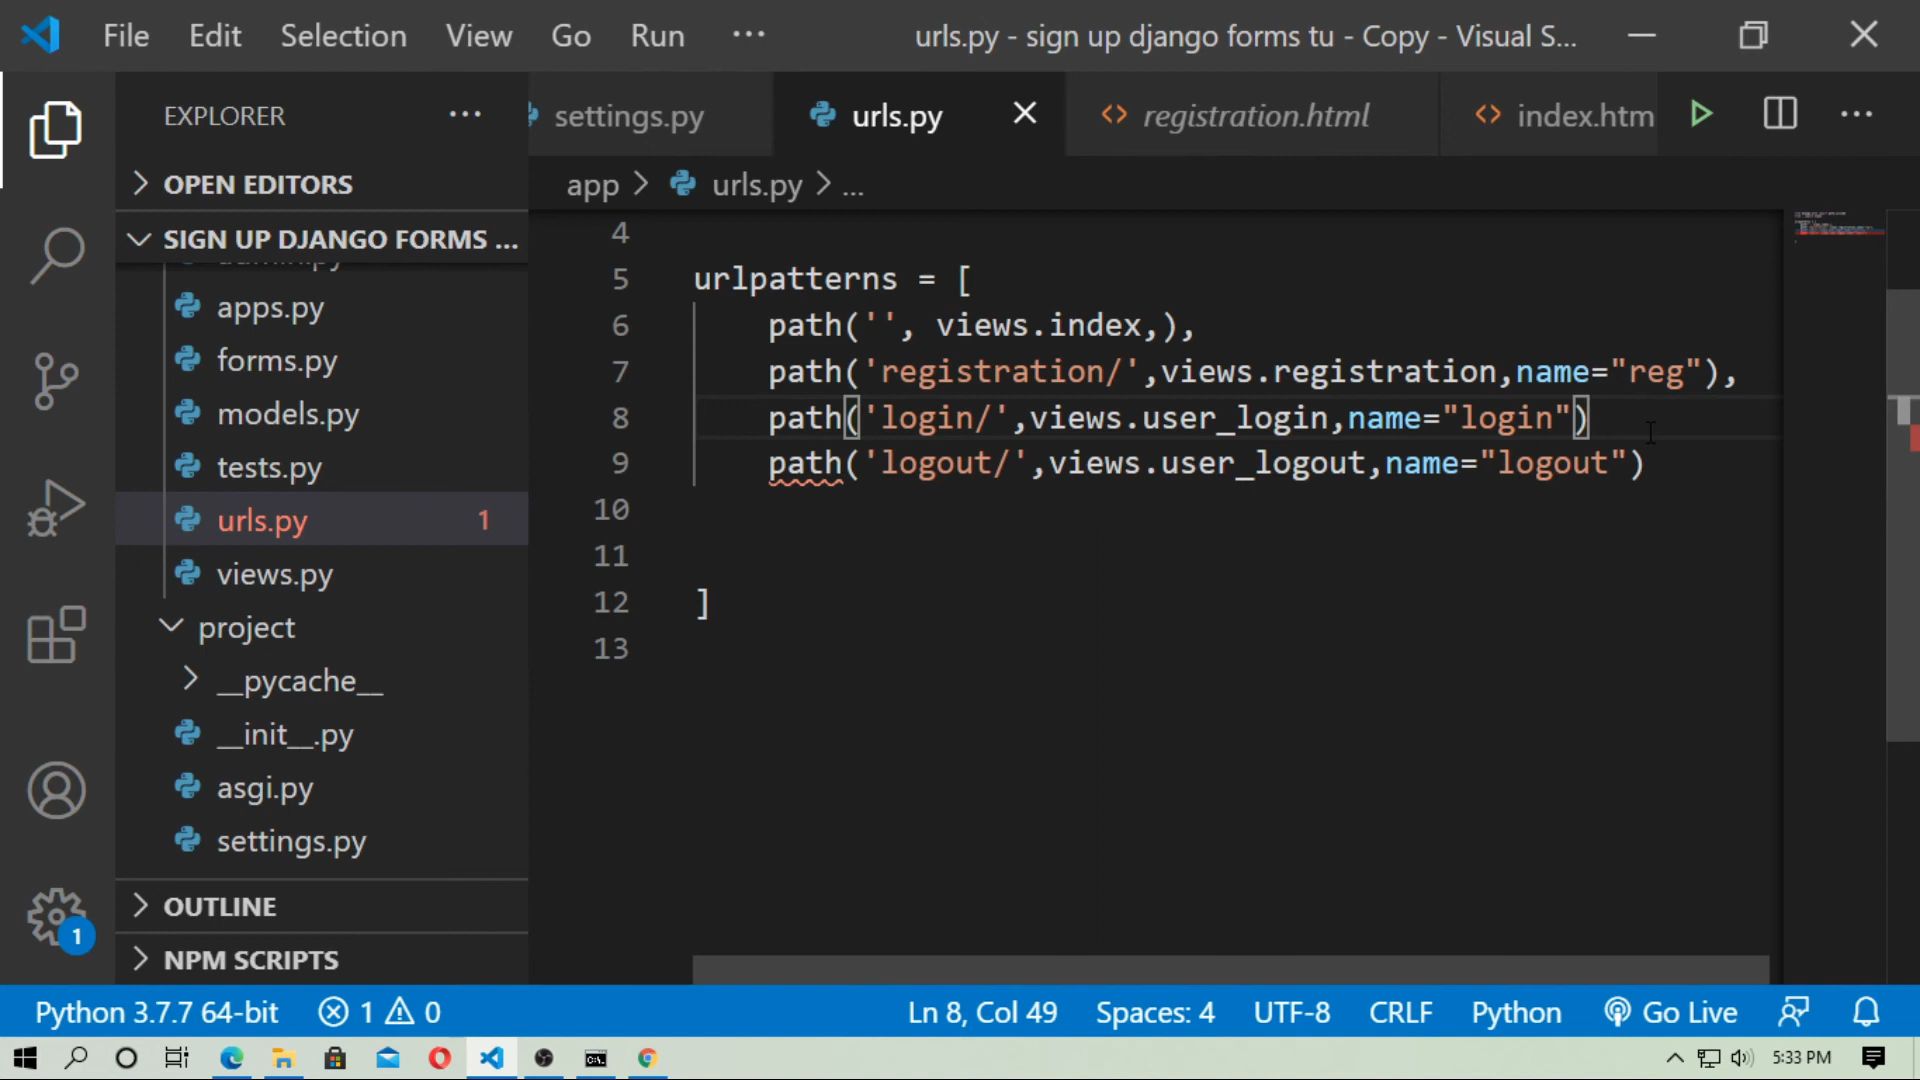 File Edit Selection View Go Run ··· urls.py - sign up django forms tu - Copy - Visual S...
EXPLORER ···
settings.py urls.py registration.html index.htm
OPEN EDITORS
app > urls.py > ...
SIGN UP DJANGO FORMS ...
admin.py
apps.py
forms.py
models.py
tests.py
urls.py 1
views.py
project
__pycache__
__init__.py
asgi.py
settings.py
OUTLINE
NPM SCRIPTS
1
4
5 urlpatterns = [
6 path('', views.index,),
7 path('registration/',views.registration,name="reg"),
8 path('login/',views.user_login,name="login")
9 path('logout/',views.user_logout,name="logout")
10
11
12 ]
13
Python 3.7.7 64-bit 1 0 Ln 8, Col 49 Spaces: 4 UTF-8 CRLF Python Go Live
5:33 PM